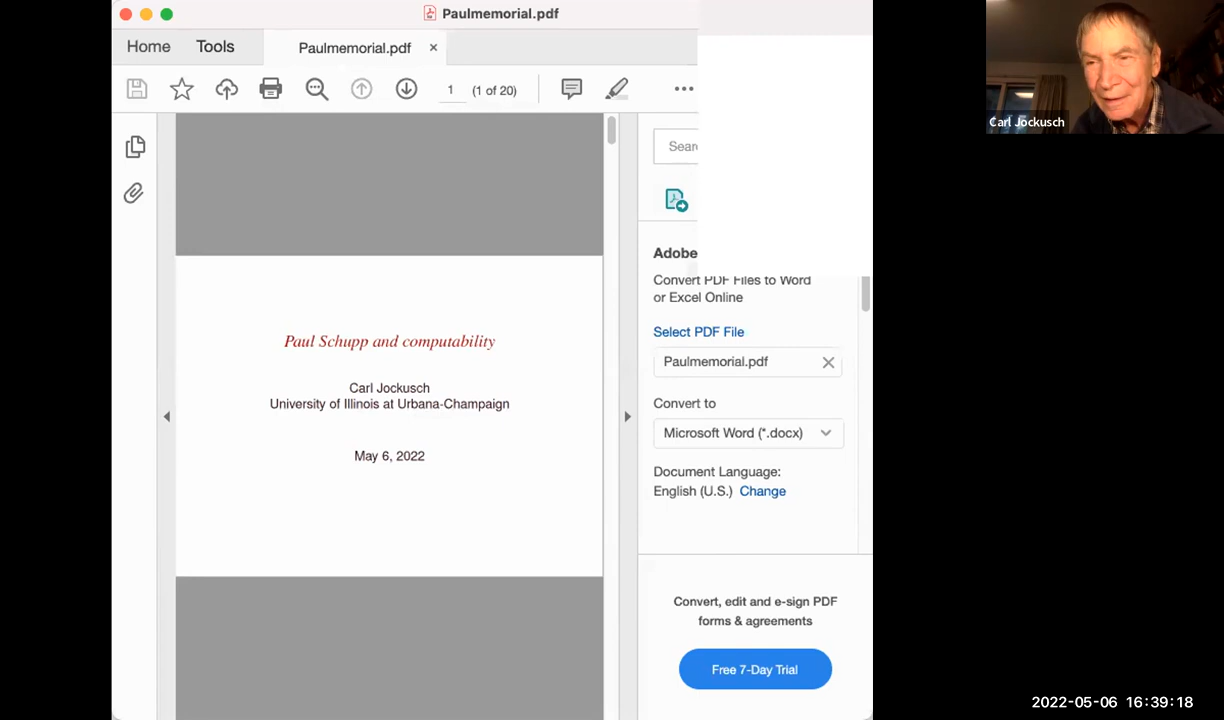 Paulmemorial.pdf
Home
Tools
Paulmemorial.pdf
1
(1 of 20)
Carl Jockusch
Sear
Adobe
Convert PDF Files to Word
or Excel Online
Select PDF File
Paulmemorial.pdf
Convert to
Microsoft Word (*.docx)
Document Language:
English (U.S.) Change
Convert, edit and e-sign PDF
forms & agreements
Free 7-Day Trial
Paul Schupp and computability
Carl Jockusch
University of Illinois at Urbana-Champaign
May 6, 2022
2022-05-06 16:39:18